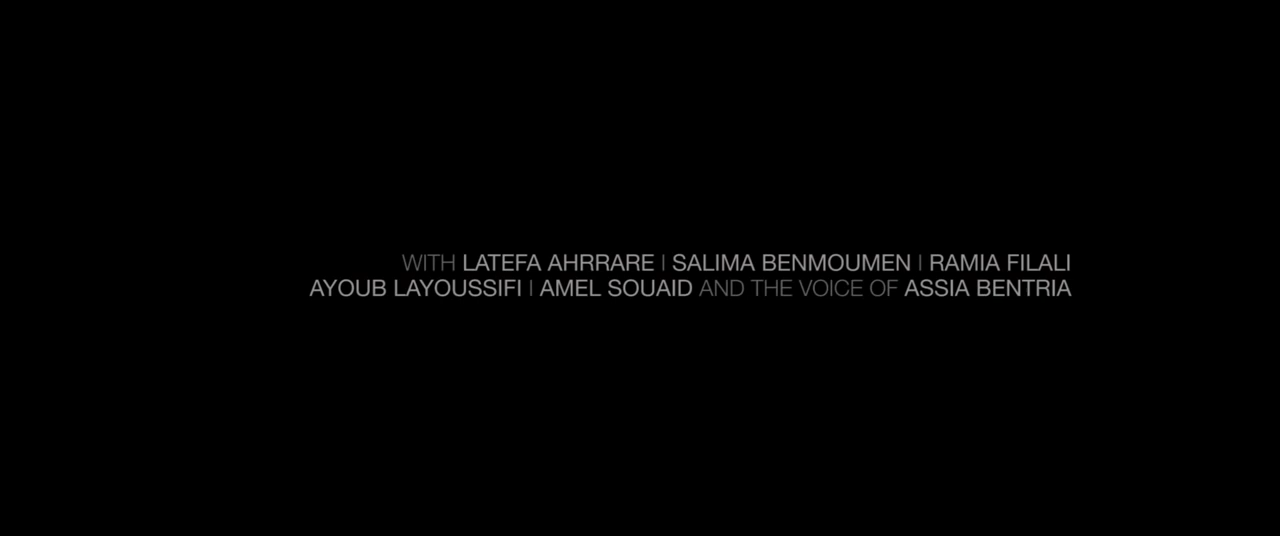 WITH LATEFA AHRRARE | SALIMA BENMOUMEN | RAMIA FILALI
AYOUB LAYOUSSIFI | AMEL SOUAID AND THE VOICE OF ASSIA BENTRIA